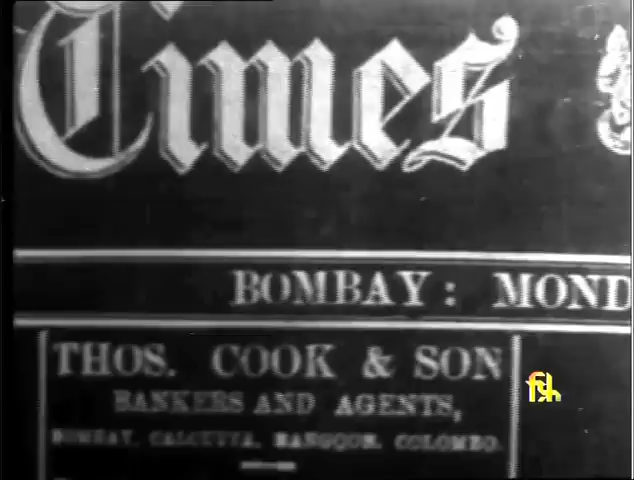 Times
BOMBAY: MOND
THOS. COOK & SON
BANKERS AND AGENTS,
BOMBAY, CALCUTTA, RANGOON, COLOMBO.